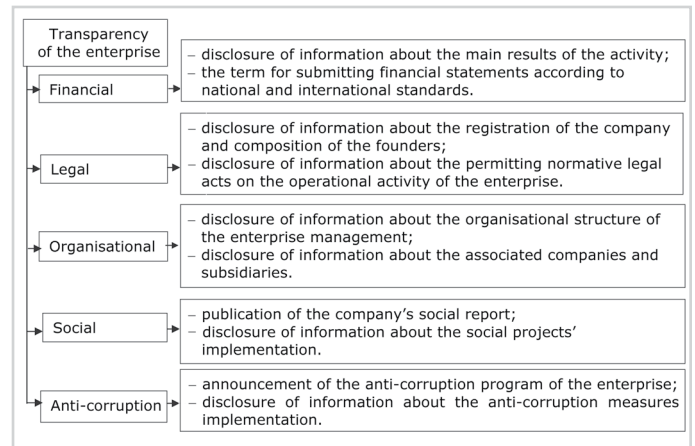 Transparency
of the enterprise
Financial
– disclosure of information about the main results of the activity;
– the term for submitting financial statements according to
national and international standards.
Legal
– disclosure of information about the registration of the company
and composition of the founders;
– disclosure of information about the permitting normative legal
acts on the operational activity of the enterprise.
Organisational
– disclosure of information about the organisational structure of
the enterprise management;
– disclosure of information about the associated companies and
subsidiaries.
Social
– publication of the company’s social report;
– disclosure of information about the social projects’
implementation.
Anti-corruption
– announcement of the anti-corruption program of the enterprise;
– disclosure of information about the anti-corruption measures
implementation.